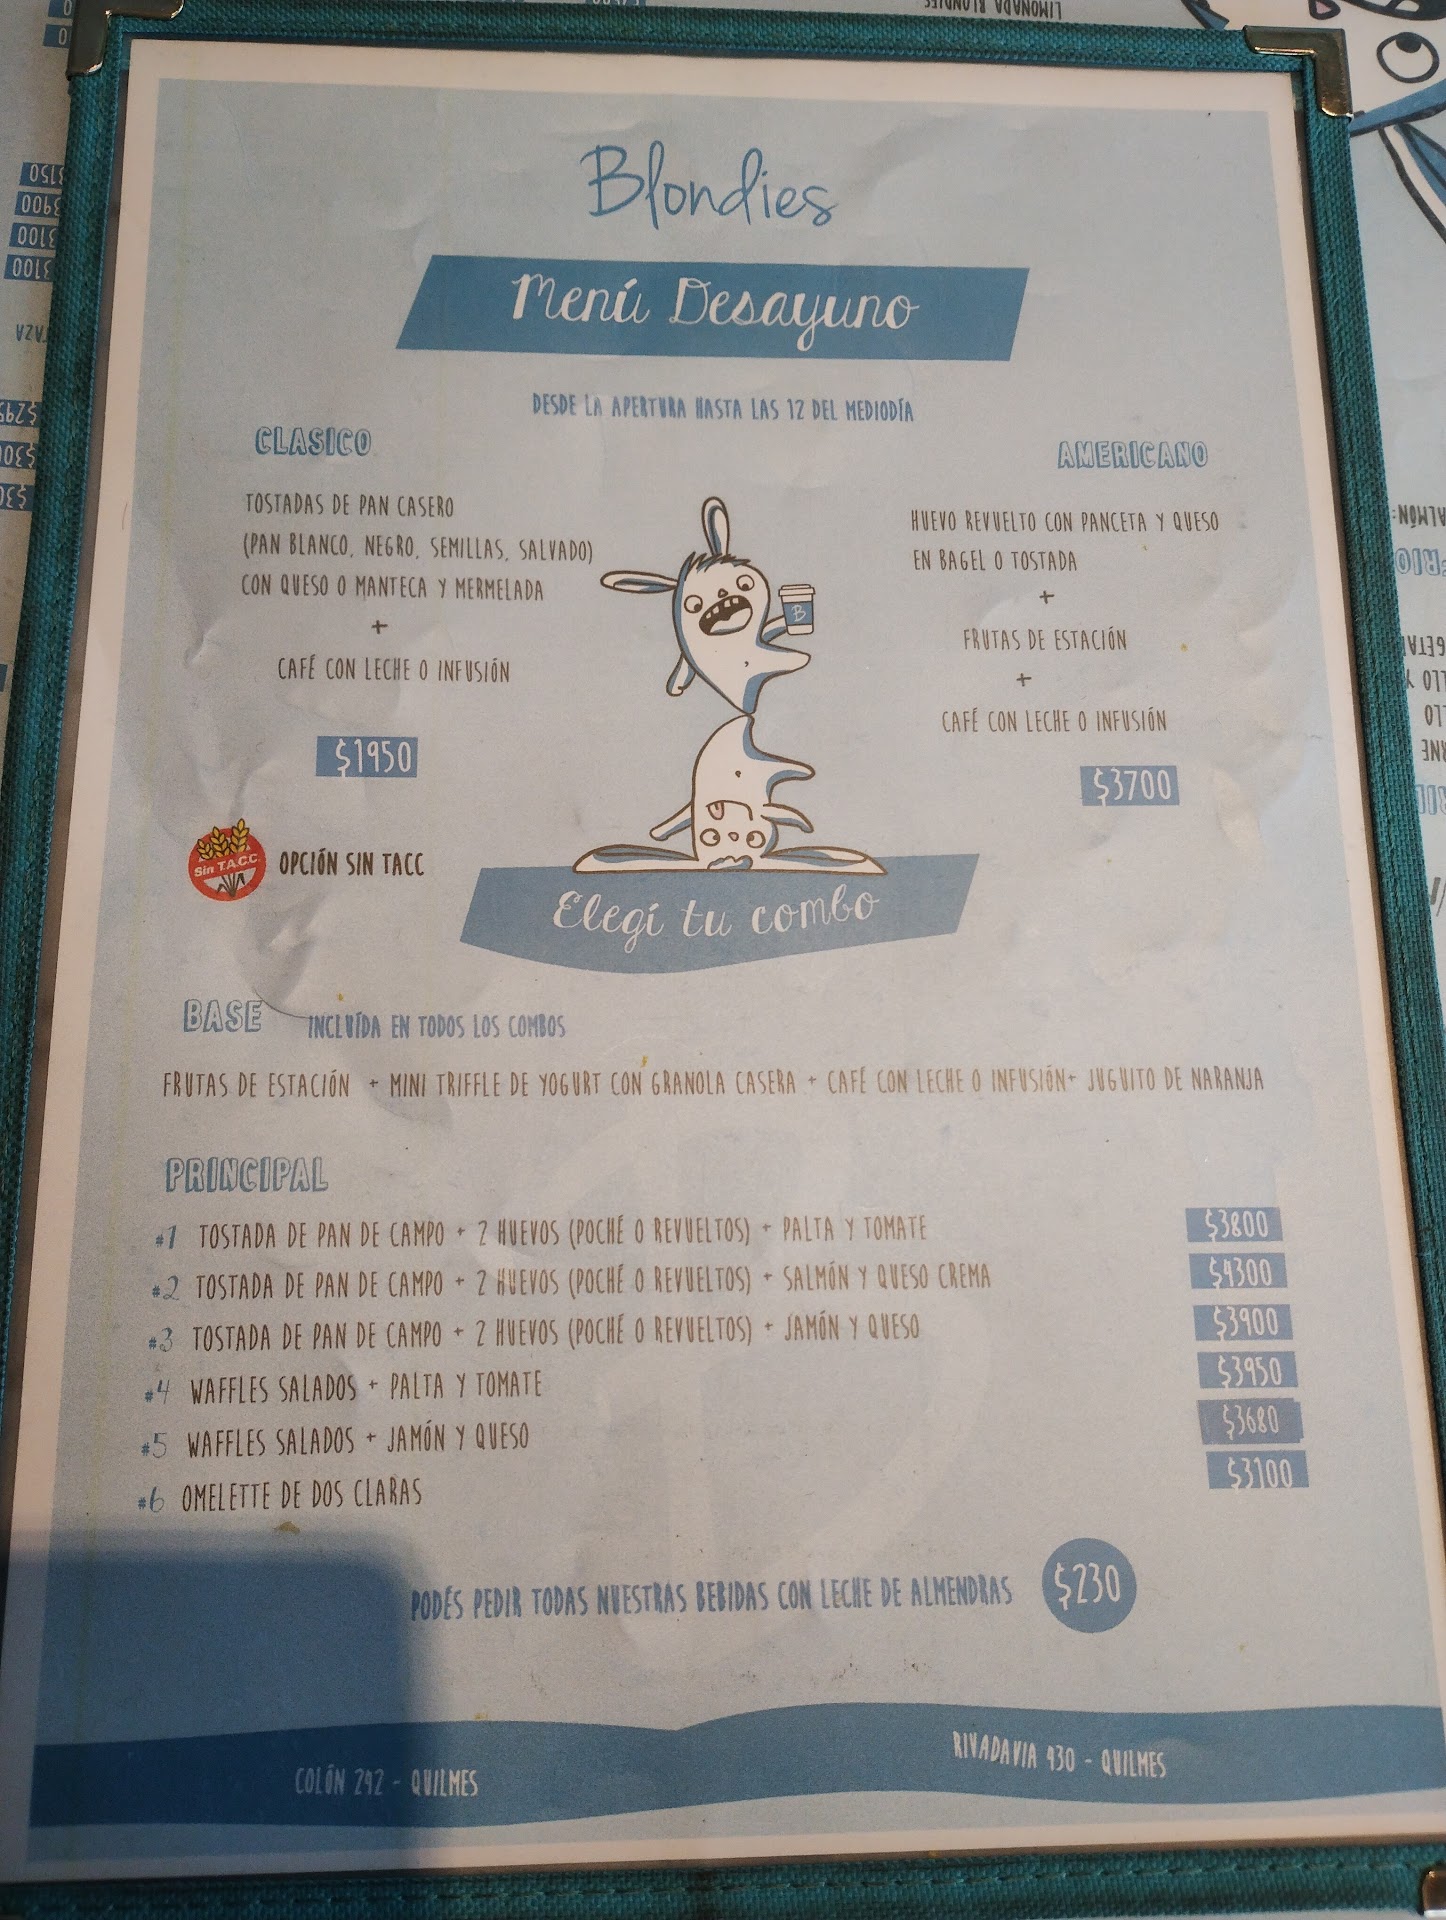 Blondies
Menú Desayuno
DESDE LA APERTURA HASTA LAS 12 DEL MEDIODÍA
CLASICO
TOSTADAS DE PAN CASERO
(PAN BLANCO, NEGRO, SEMILLAS, SALVADO)
CON QUESO O MANTECA Y MERMELADA
+
CAFÉ CON LECHE O INFUSIÓN
$1950
Sin T.A.C.C.
OPCIÓN SIN TACC
AMERICANO
HUEVO REVUELTO CON PANCETA Y QUESO
EN BAGEL O TOSTADA
+
FRUTAS DE ESTACIÓN
+
CAFÉ CON LECHE O INFUSIÓN
$3700
B
Elegí tu combo
BASE INCLUÍDA EN TODOS LOS COMBOS
FRUTAS DE ESTACIÓN + MINI TRIFFLE DE YOGURT CON GRANOLA CASERA + CAFÉ CON LECHE O INFUSIÓN+ JUGUITO DE NARANJA
PRINCIPAL
#1 TOSTADA DE PAN DE CAMPO + 2 HUEVOS (POCHÉ O REVUELTOS) + PALTA Y TOMATE $3800
#2 TOSTADA DE PAN DE CAMPO + 2 HUEVOS (POCHÉ O REVUELTOS) + SALMÓN Y QUESO CREMA $4300
#3 TOSTADA DE PAN DE CAMPO + 2 HUEVOS (POCHÉ O REVUELTOS) + JAMÓN Y QUESO $3900
#4 WAFFLES SALADOS + PALTA Y TOMATE $3950
#5 WAFFLES SALADOS + JAMÓN Y QUESO $3680
#6 OMELETTE DE DOS CLARAS $3100
PODÉS PEDIR TODAS NUESTRAS BEBIDAS CON LECHE DE ALMENDRAS $230
COLÓN 242 - QUILMES
RIVADAVIA 430 - QUILMES
LIMONADA BLONDIES
3150
3900
3100
3100